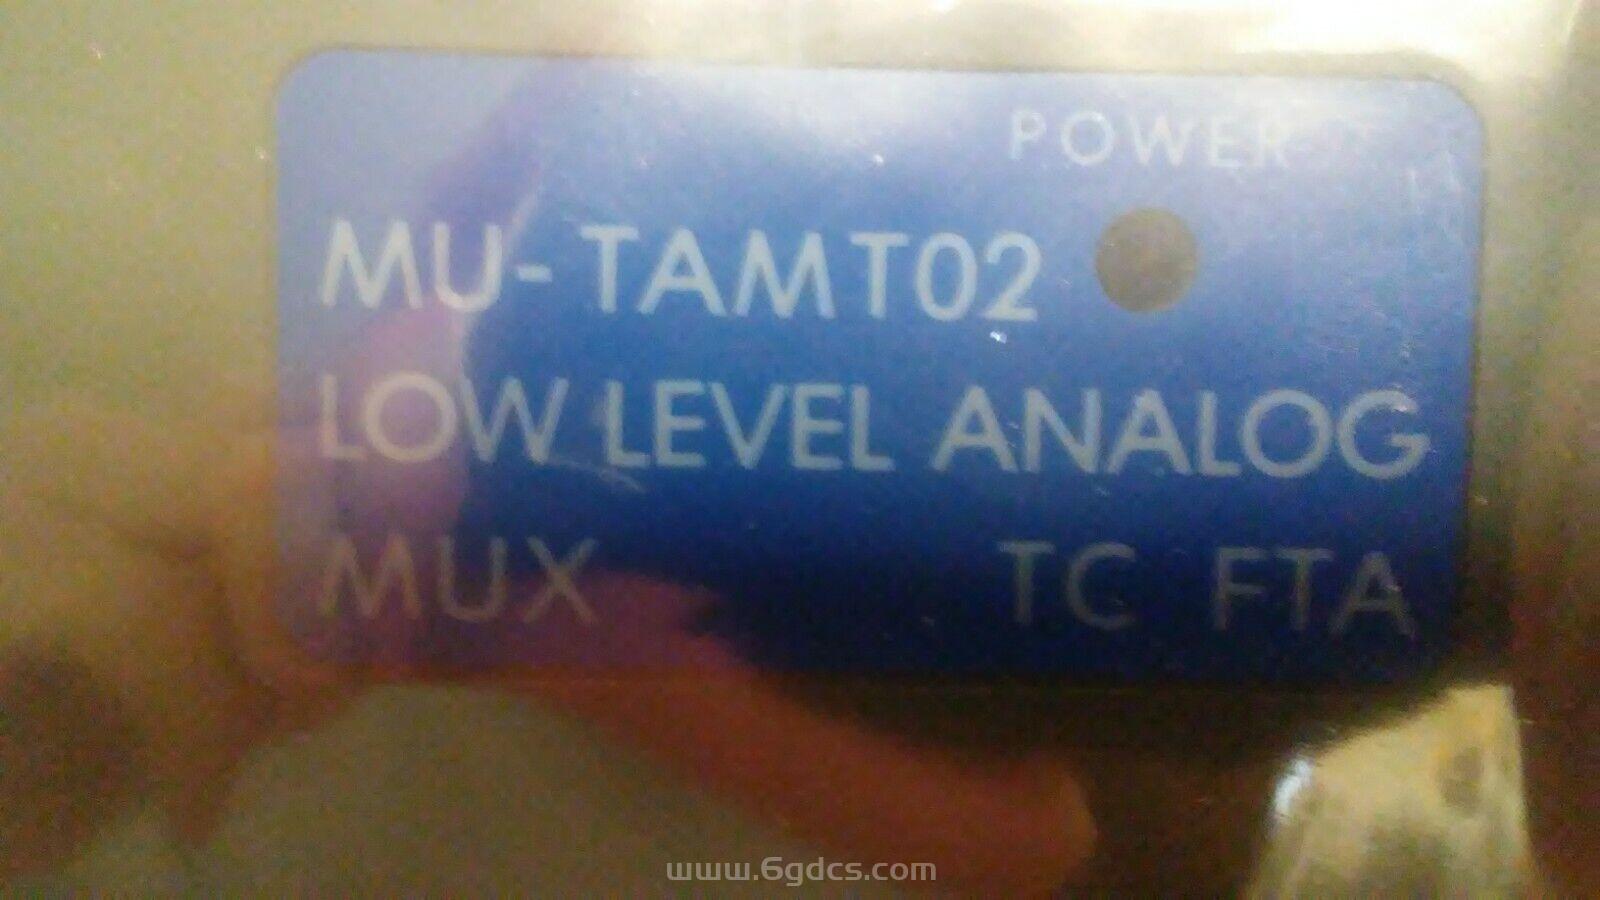 POWER
MU-TAMT02
LOW LEVEL ANALOG
MUX TC FTA
www.6gdcs.com